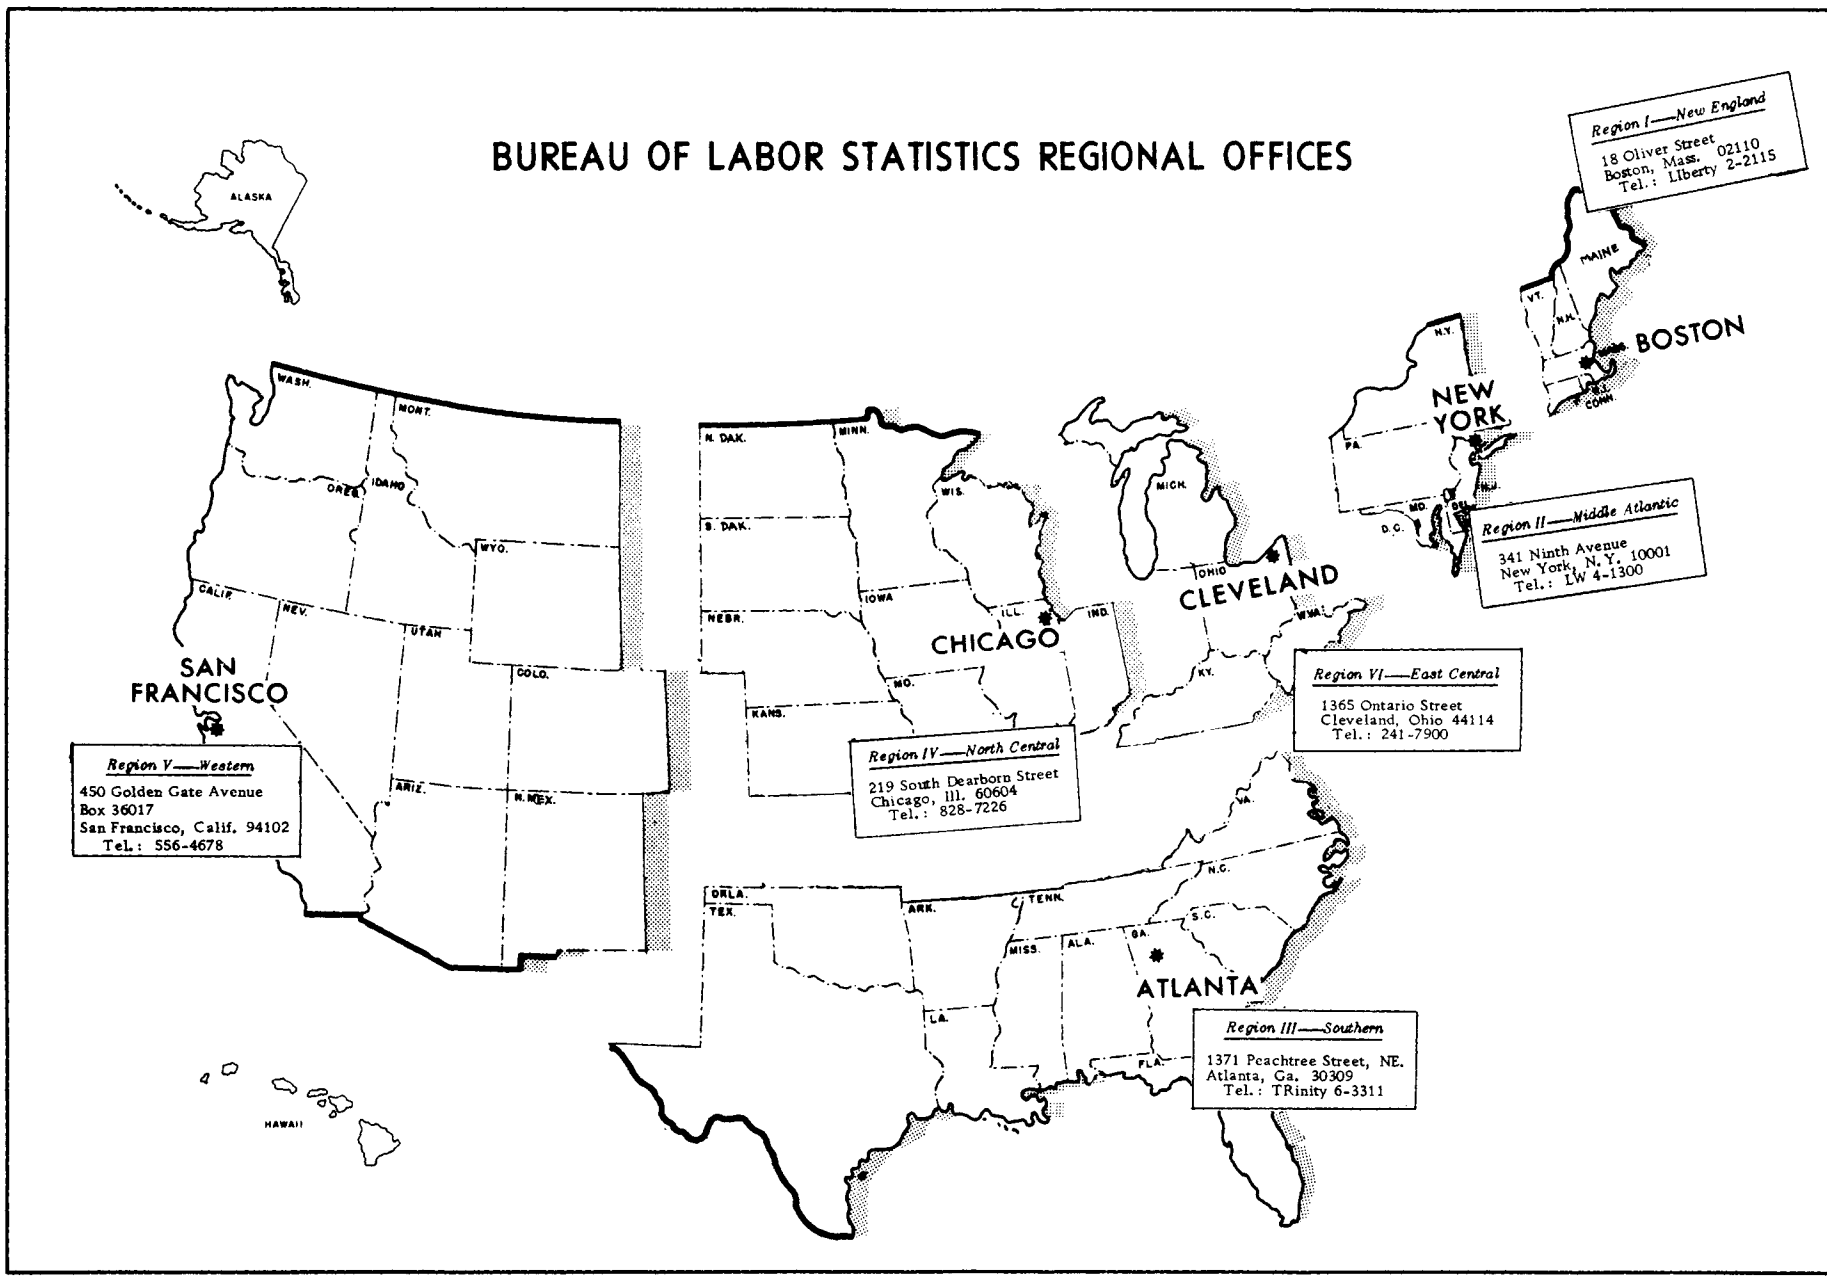 BUREAU OF LABOR STATISTICS REGIONAL OFFICES
Region I—New England
18 Oliver Street
Boston, Mass. 02110
Tel.: LIberty 2-2115
ALASKA
MAINE
VT.
N.H.
MASS.
BOSTON
R.I.
CONN.
N.Y.
NEW
YORK
PA.
N.J.
MD.
DEL.
D.C.
Region II—Middle Atlantic
341 Ninth Avenue
New York, N.Y. 10001
Tel.: LW 4-1300
WASH.
MONT.
OREG.
IDAHO
WYO.
CALIF.
NEV.
UTAH
COLO.
ARIZ.
N. MEX.
SAN
FRANCISCO
Region V—Western
450 Golden Gate Avenue
Box 36017
San Francisco, Calif. 94102
Tel.: 556-4678
N. DAK.
MINN.
S. DAK.
WIS.
MICH.
IOWA
NEBR.
ILL.
IND.
CHICAGO
MO.
KANS.
Region IV—North Central
219 South Dearborn Street
Chicago, Ill. 60604
Tel.: 828-7226
OHIO
CLEVELAND
W.VA.
KY.
Region VI—East Central
1365 Ontario Street
Cleveland, Ohio 44114
Tel.: 241-7900
VA.
N.C.
OKLA.
TEX.
ARK.
TENN.
S.C.
MISS.
ALA.
GA.
ATLANTA
LA.
FLA.
Region III—Southern
1371 Peachtree Street, NE.
Atlanta, Ga. 30309
Tel.: TRinity 6-3311
HAWAII